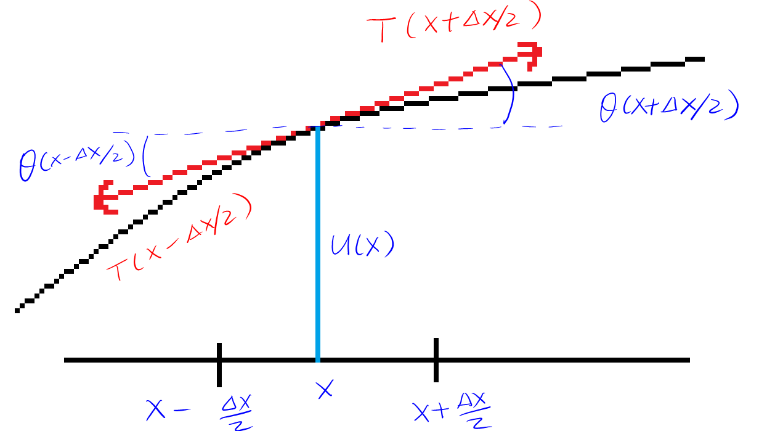 T(x+Δx/2)
θ(x+Δx/2)
θ(x-Δx/2)
T(x-Δx/2)
u(x)
x - Δx/2
x
x + Δx/2